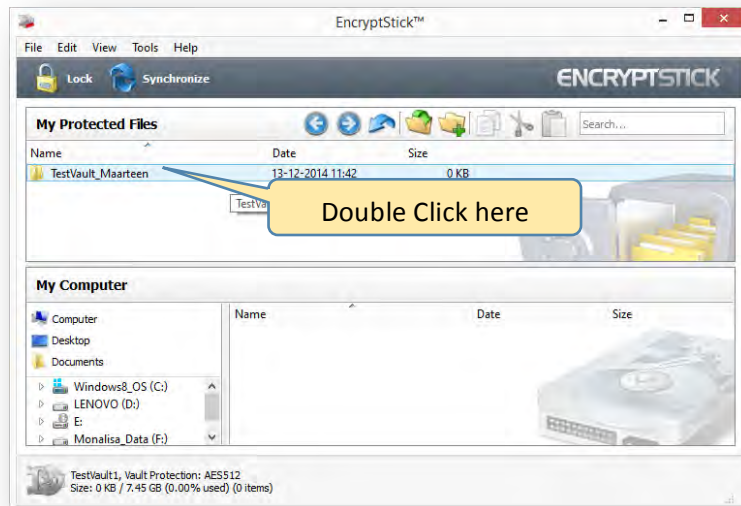 EncryptStick™
File Edit View Tools Help
Lock Synchronize ENCRYPTSTICK
My Protected Files Search...
Name Date Size
TestVault_Maarteen 13-12-2014 11:42 0 KB
TestVa
Double Click here
My Computer
Computer
Desktop
Documents
Windows8_OS (C:)
LENOVO (D:)
E:
Monalisa_Data (F:)
Name Date Size
TestVault1, Vault Protection: AES512
Size: 0 KB / 7.45 GB (0.00% used) (0 items)